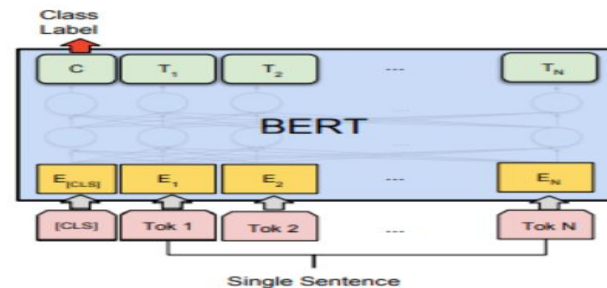 Class
Label
C T1 T2 --- TN
BERT
E[CLS] E1 E2 --- EN
[CLS] Tok 1 Tok 2 ... Tok N
Single Sentence